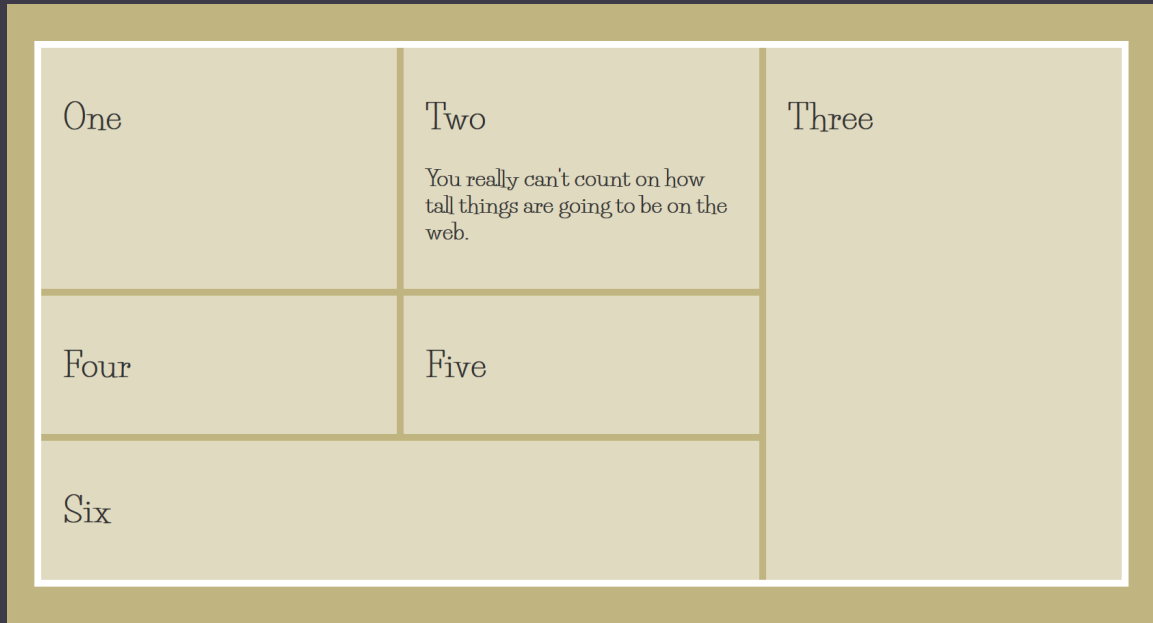 One
Two
You really can't count on how
tall things are going to be on the
web.
Three
Four
Five
Six